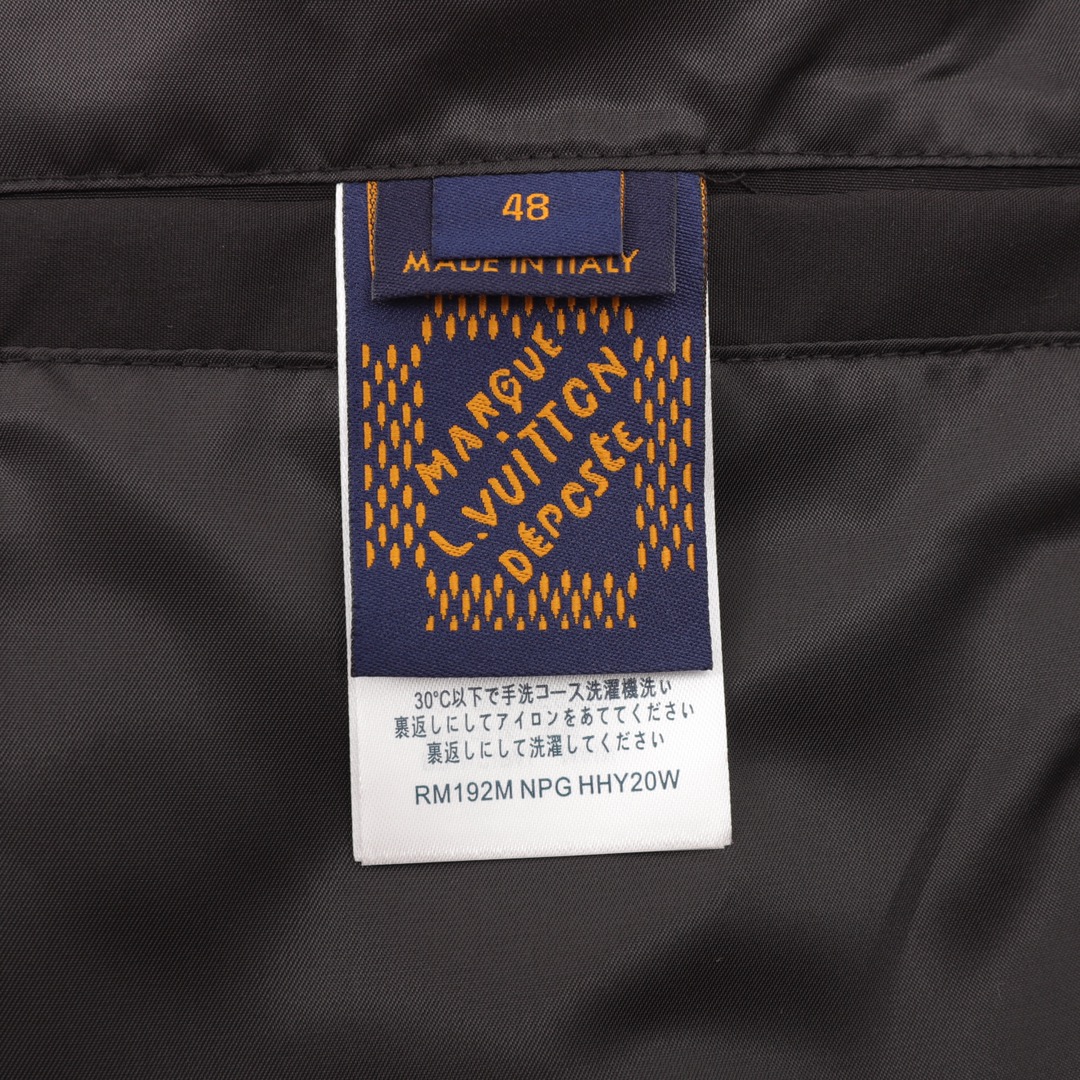 48
MADE IN ITALY
MARQUE
L.VUITTON
DÉPOSÉE
30°C以下で手洗コース洗濯機洗い
裏返しにしてアイロンをあててください
裏返しにして洗濯してください
RM192M NPG HHY20W